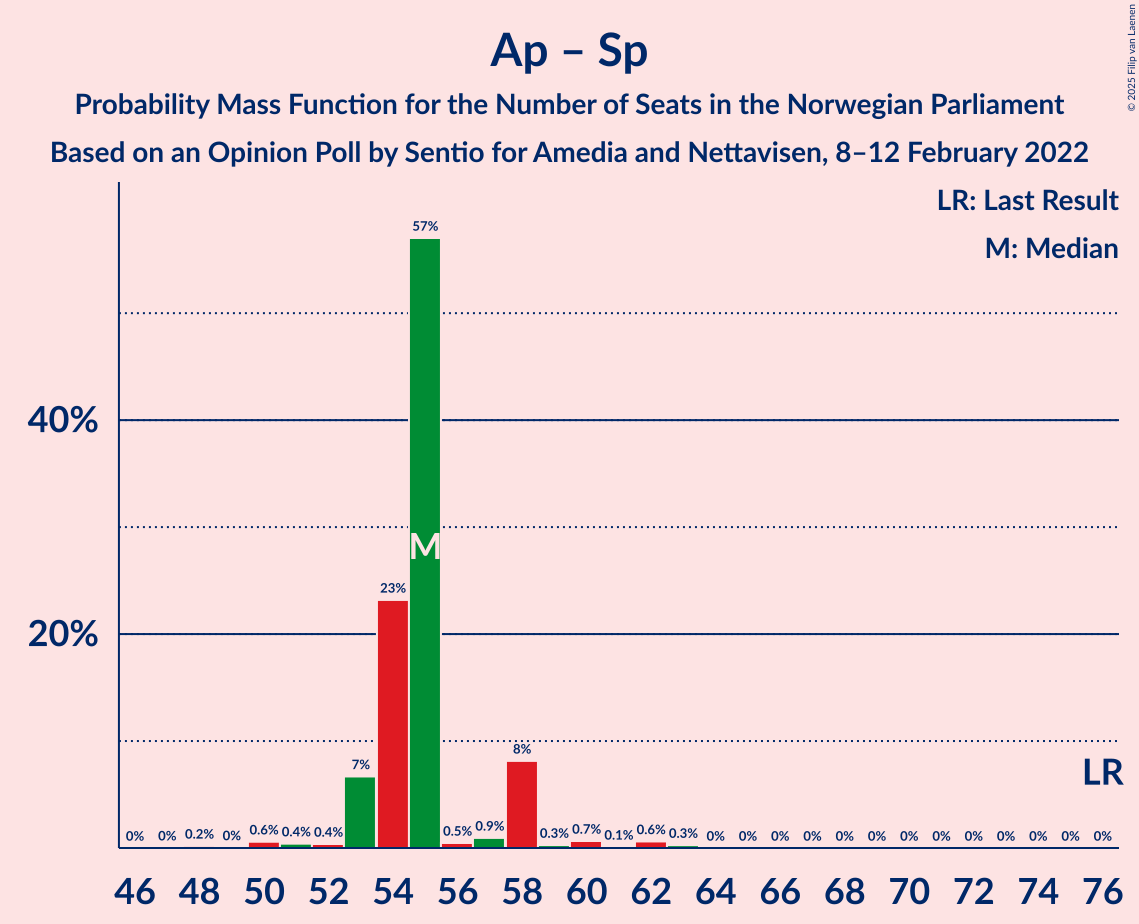 © 2025 Filip van Laenen
Ap – Sp
Probability Mass Function for the Number of Seats in the Norwegian Parliament
Based on an Opinion Poll by Sentio for Amedia and Nettavisen, 8–12 February 2022
LR: Last Result
M: Median
57%
40%
M
23%
20%
8%
7%
LR
0% 0% 0.2% 0% 0.6% 0.4% 0.4% 0.5% 0.9% 0.3% 0.7% 0.1% 0.6% 0.3% 0% 0% 0% 0% 0% 0% 0% 0% 0% 0% 0% 0% 0%
46 48 50 52 54 56 58 60 62 64 66 68 70 72 74 76